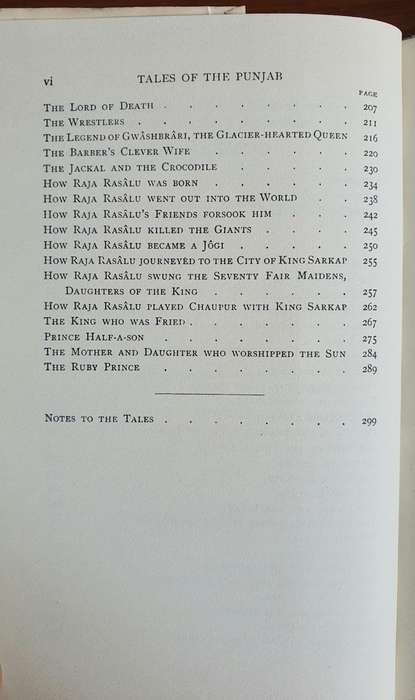 vi TALES OF THE PUNJAB
PAGE
The Lord of Death . . . . . . . 207
The Wrestlers . . . . . . . . 211
The Legend of Gwâshbrâri, the Glacier-Hearted Queen 216
The Barber's Clever Wife . . . . . 220
The Jackal and the Crocodile . . . . 230
How Raja Rasâlu was born . . . . . 234
How Raja Rasâlu went out into the World . . 238
How Raja Rasâlu's Friends forsook him . . . 242
How Raja Rasâlu killed the Giants . . . . 245
How Raja Rasâlu became a Jôgi . . . . 250
How Raja Rasâlu journeyed to the City of King Sarkap 255
How Raja Rasâlu swung the Seventy Fair Maidens,
Daughters of the King . . . . . 257
How Raja Rasâlu played Chaupur with King Sarkap 262
The King who was Fried . . . . . . 267
Prince Half-a-son . . . . . . 275
The Mother and Daughter who worshipped the Sun 284
The Ruby Prince . . . . . . . 289
Notes to the Tales . . . . . . . 299